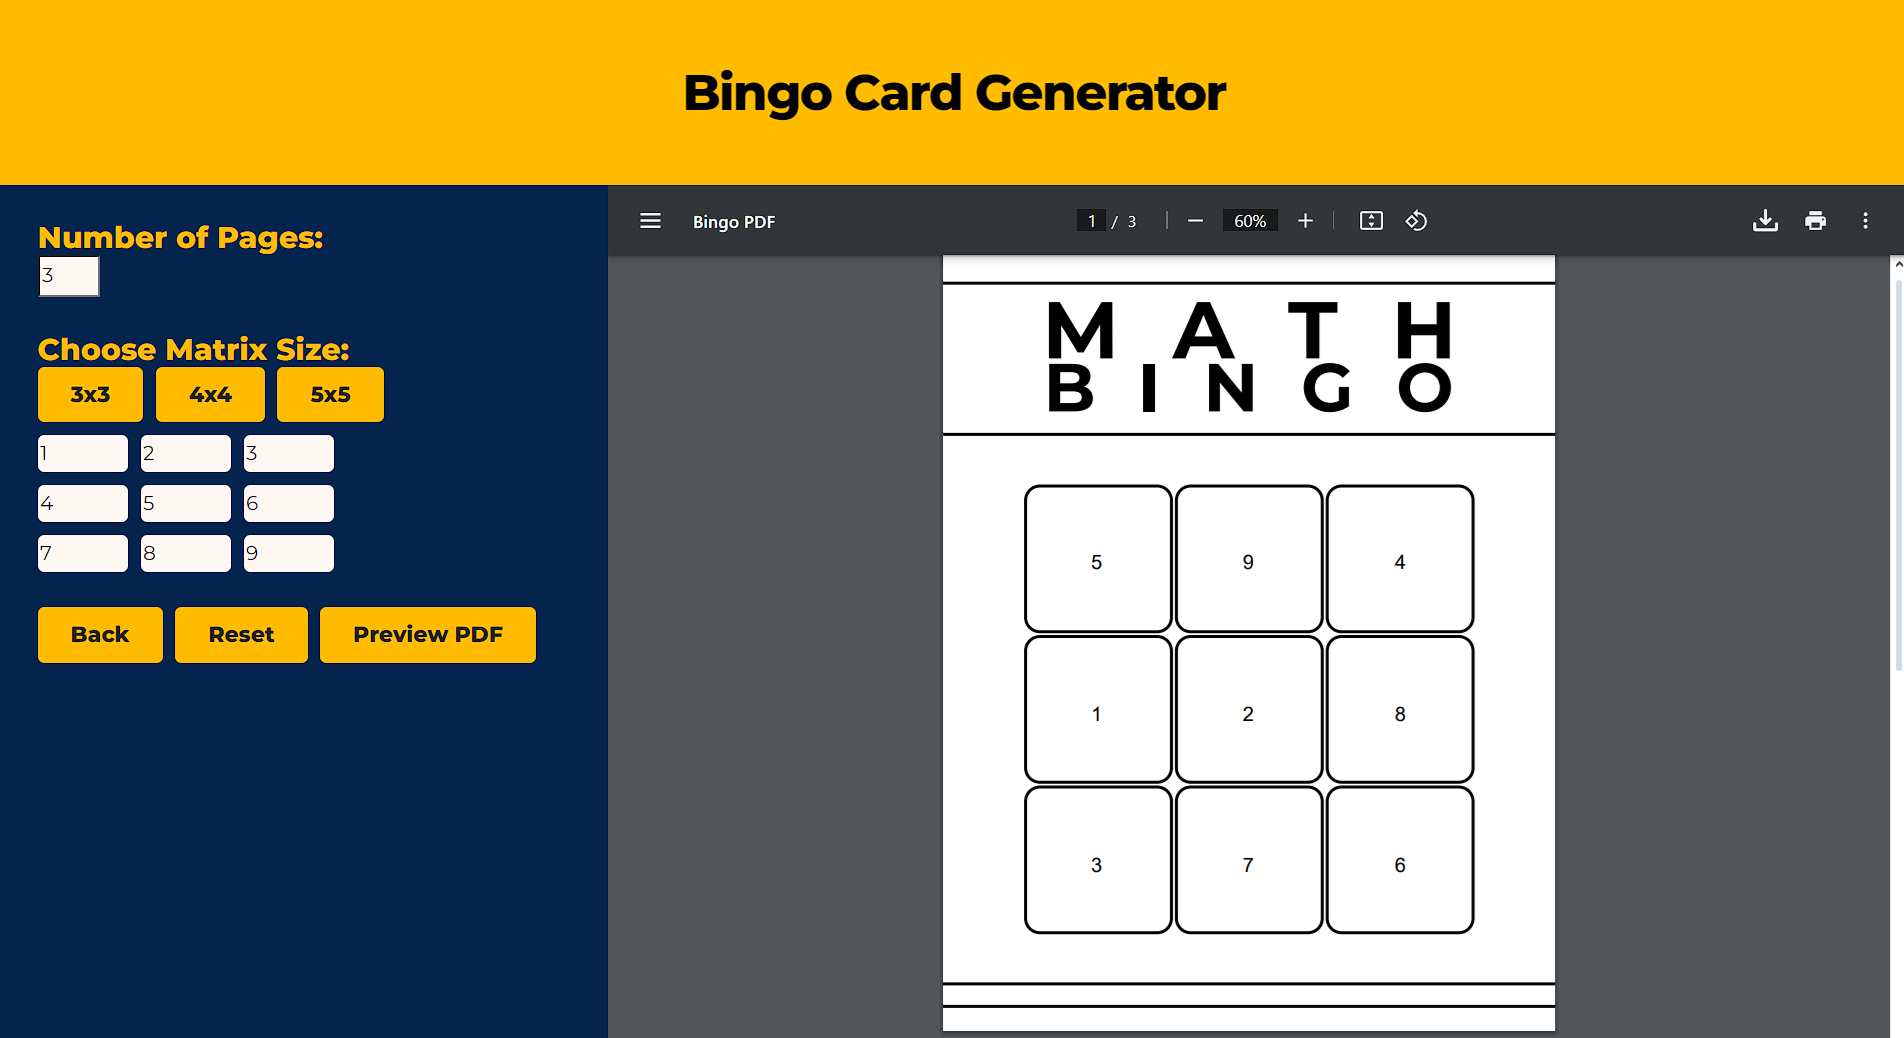 Bingo Card Generator
Number of Pages:
3
Choose Matrix Size:
3x3 4x4 5x5
1 2 3
4 5 6
7 8 9
Back Reset Preview PDF
Bingo PDF 1 / 3 60%
MATH
BINGO
5 9 4
1 2 8
3 7 6